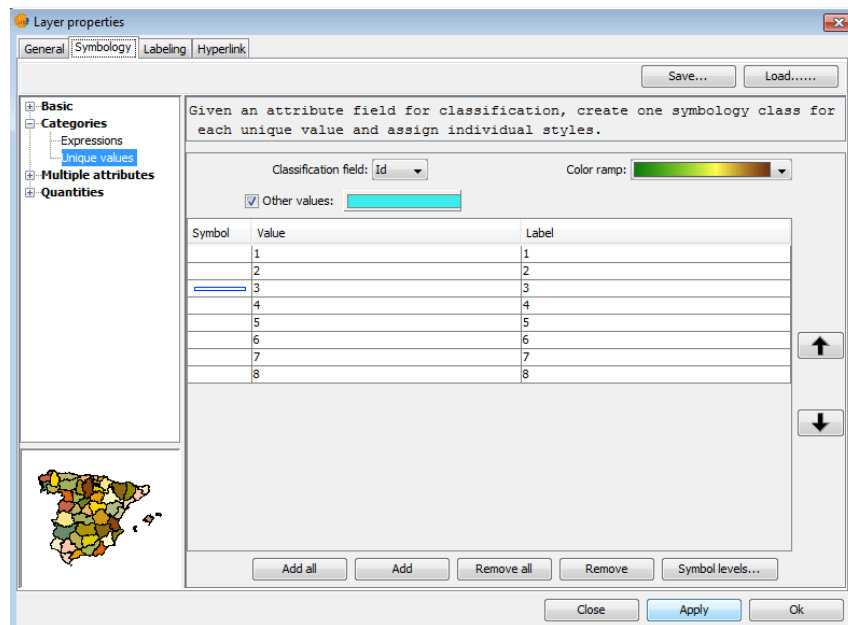 Layer properties
General Symbology Labeling Hyperlink
Save... Load......
Basic
Categories
Expressions
Unique values
Multiple attributes
Quantities
Given an attribute field for classification, create one symbology class for
each unique value and assign individual styles.
Classification field: Id Color ramp:
Other values:
Symbol Value Label
1 1
2 2
3 3
4 4
5 5
6 6
7 7
8 8
Add all Add Remove all Remove Symbol levels...
Close Apply Ok